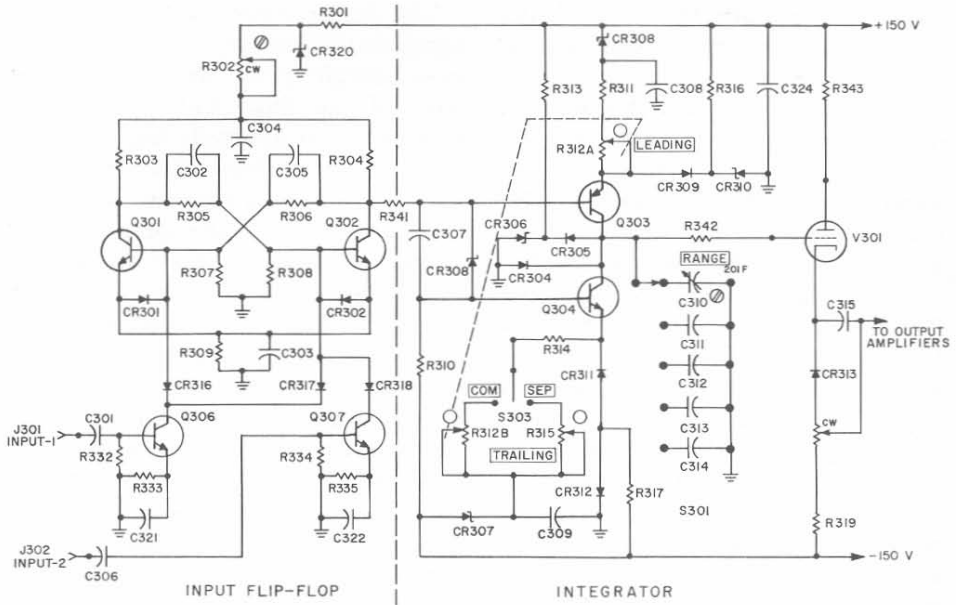 R301
+150 V
CR320
R302
CW
C304
R303
C302
C305
R304
R305
R306
Q301
Q302
R341
R307
R308
CR301
CR302
R309
C303
CR316
CR317
CR318
Q306
Q307
C301
J301
INPUT-1
R332
R333
C321
R334
R335
C322
J302
INPUT-2
C306
INPUT FLIP-FLOP
CR308
R313
R311
C308
R316
C324
R343
R312A
LEADING
CR309
CR310
Q303
C307
CR306
CR305
CR308
CR304
R342
V301
RANGE
201F
C310
Q304
C311
C312
C313
C314
S301
C315
TO OUTPUT
AMPLIFIERS
R310
R314
CR311
CR313
COM
SEP
S303
R312B
R315
TRAILING
CW
CR312
R317
CR307
C309
R319
-150 V
INTEGRATOR